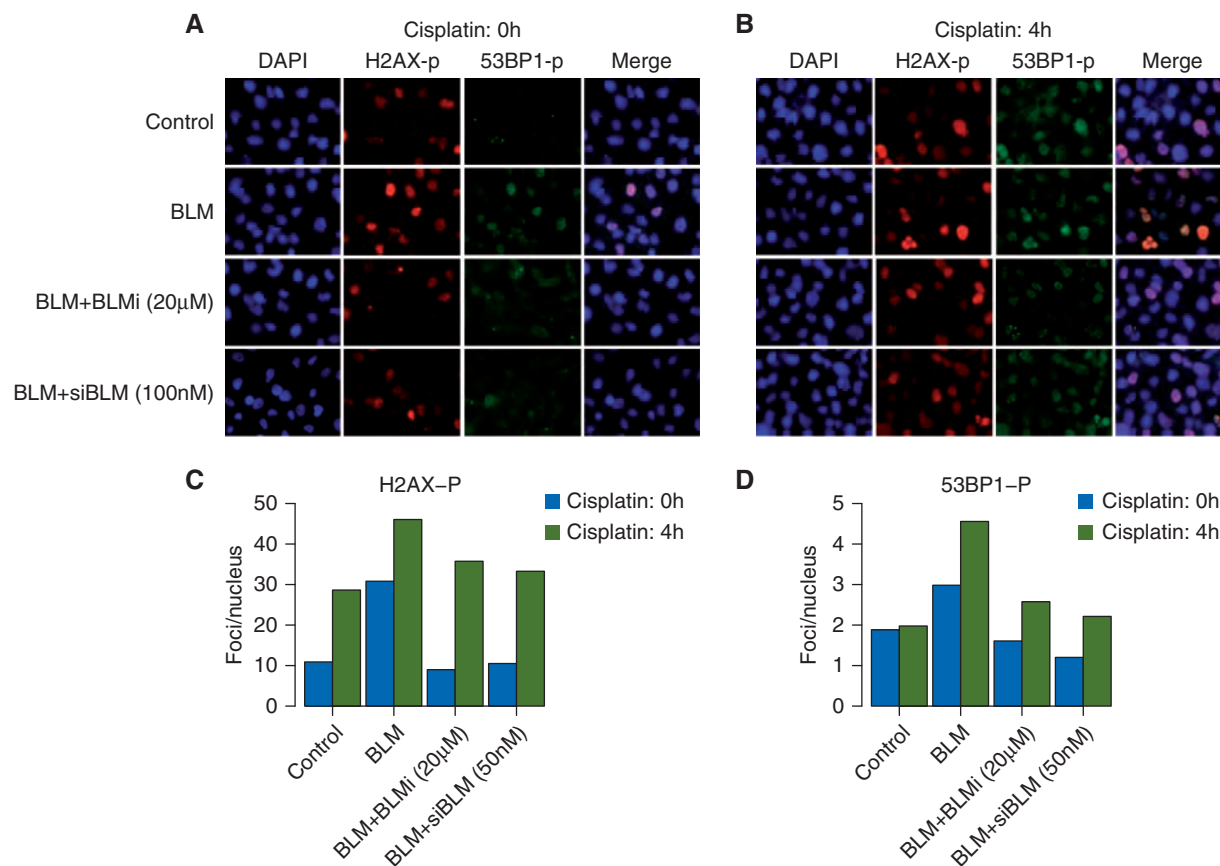 A
Cisplatin: 0h
DAPI H2AX-p 53BP1-p Merge
B
Cisplatin: 4h
DAPI H2AX-p 53BP1-p Merge
Control
BLM
BLM+BLMi (20μM)
BLM+siBLM (100nM)
C
H2AX–P
Cisplatin: 0h
Cisplatin: 4h
Foci/nucleus
50
40
30
20
10
0
Control
BLM
BLM+BLMi (20μM)
BLM+siBLM (50nM)
D
53BP1–P
Cisplatin: 0h
Cisplatin: 4h
Foci/nucleus
5
4
3
2
1
0
Control
BLM
BLM+BLMi (20μM)
BLM+siBLM (50nM)